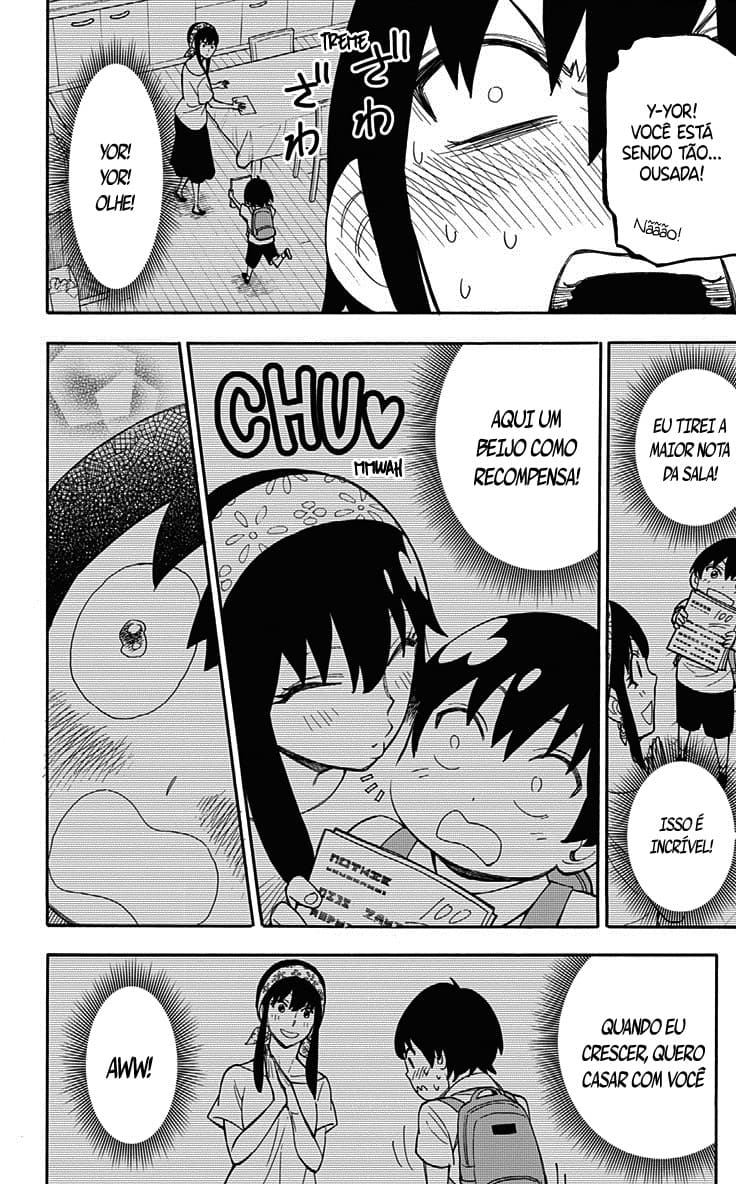 Y-YOR!
VOCÊ ESTÁ
SENDO TÃO...
OUSADA!
Nããão!
TREME
ざわ
ざわ
YOR!
YOR!
OLHE!
EU TIREI A
MAIOR NOTA
DA SALA!
100
ISSO É
INCRÍVEL!
AQUI UM
BEIJO COMO
RECOMPENSA!
CHU♥
MMWAH
100
QUANDO EU
CRESCER, QUERO
CASAR COM VOCÊ
AWW!